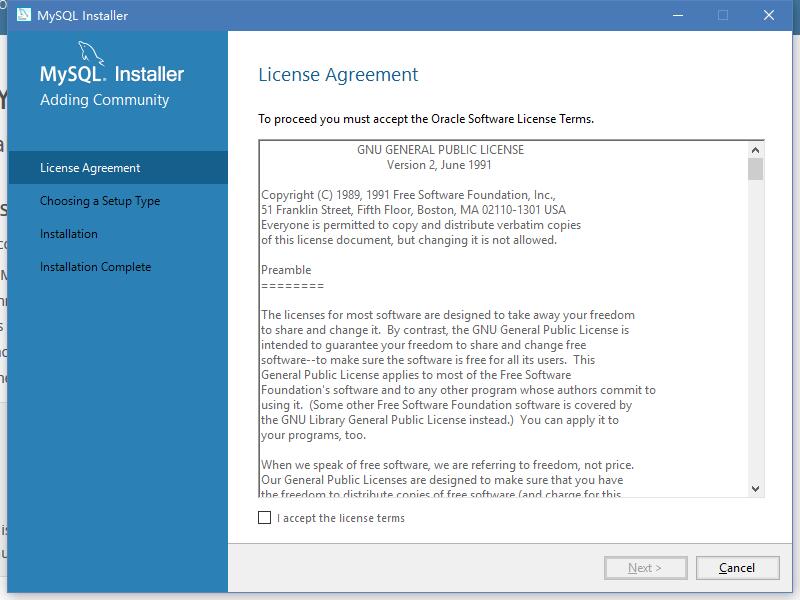 MySQL Installer
MySQL Installer
Adding Community
License Agreement
Choosing a Setup Type
Installation
Installation Complete
License Agreement
To proceed you must accept the Oracle Software License Terms.
GNU GENERAL PUBLIC LICENSE
Version 2, June 1991
Copyright (C) 1989, 1991 Free Software Foundation, Inc.,
51 Franklin Street, Fifth Floor, Boston, MA 02110-1301 USA
Everyone is permitted to copy and distribute verbatim copies
of this license document, but changing it is not allowed.
Preamble
========
The licenses for most software are designed to take away your freedom
to share and change it.  By contrast, the GNU General Public License is
intended to guarantee your freedom to share and change free
software--to make sure the software is free for all its users.  This
General Public License applies to most of the Free Software
Foundation's software and to any other program whose authors commit to
using it.  (Some other Free Software Foundation software is covered by
the GNU Library General Public License instead.)  You can apply it to
your programs, too.
When we speak of free software, we are referring to freedom, not price.
Our General Public Licenses are designed to make sure that you have
the freedom to distribute copies of free software (and charge for this
I accept the license terms
Next >
Cancel